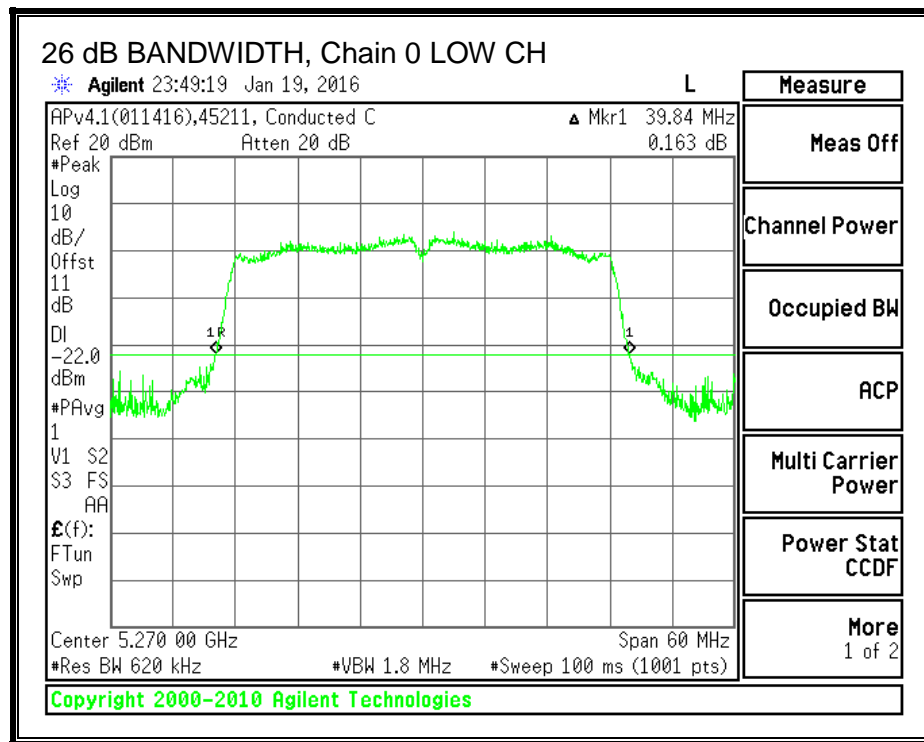 26 dB BANDWIDTH, Chain 0 LOW CH
Agilent 23:49:19 Jan 19, 2016 L
Measure
APv4.1(011416),45211, Conducted C Δ Mkr1 39.84 MHz
Ref 20 dBm Atten 20 dB 0.163 dB
#Peak
Log
10
dB/
Offst
11
dB
DI
-22.0
dBm
#PAvg
1
V1 S2
S3 FS
AA
£(f):
FTun
Swp
1R
1
Center 5.270 00 GHz Span 60 MHz
#Res BW 620 kHz #VBW 1.8 MHz #Sweep 100 ms (1001 pts)
Meas Off
Channel Power
Occupied BW
ACP
Multi Carrier
Power
Power Stat
CCDF
More
1 of 2
Copyright 2000-2010 Agilent Technologies